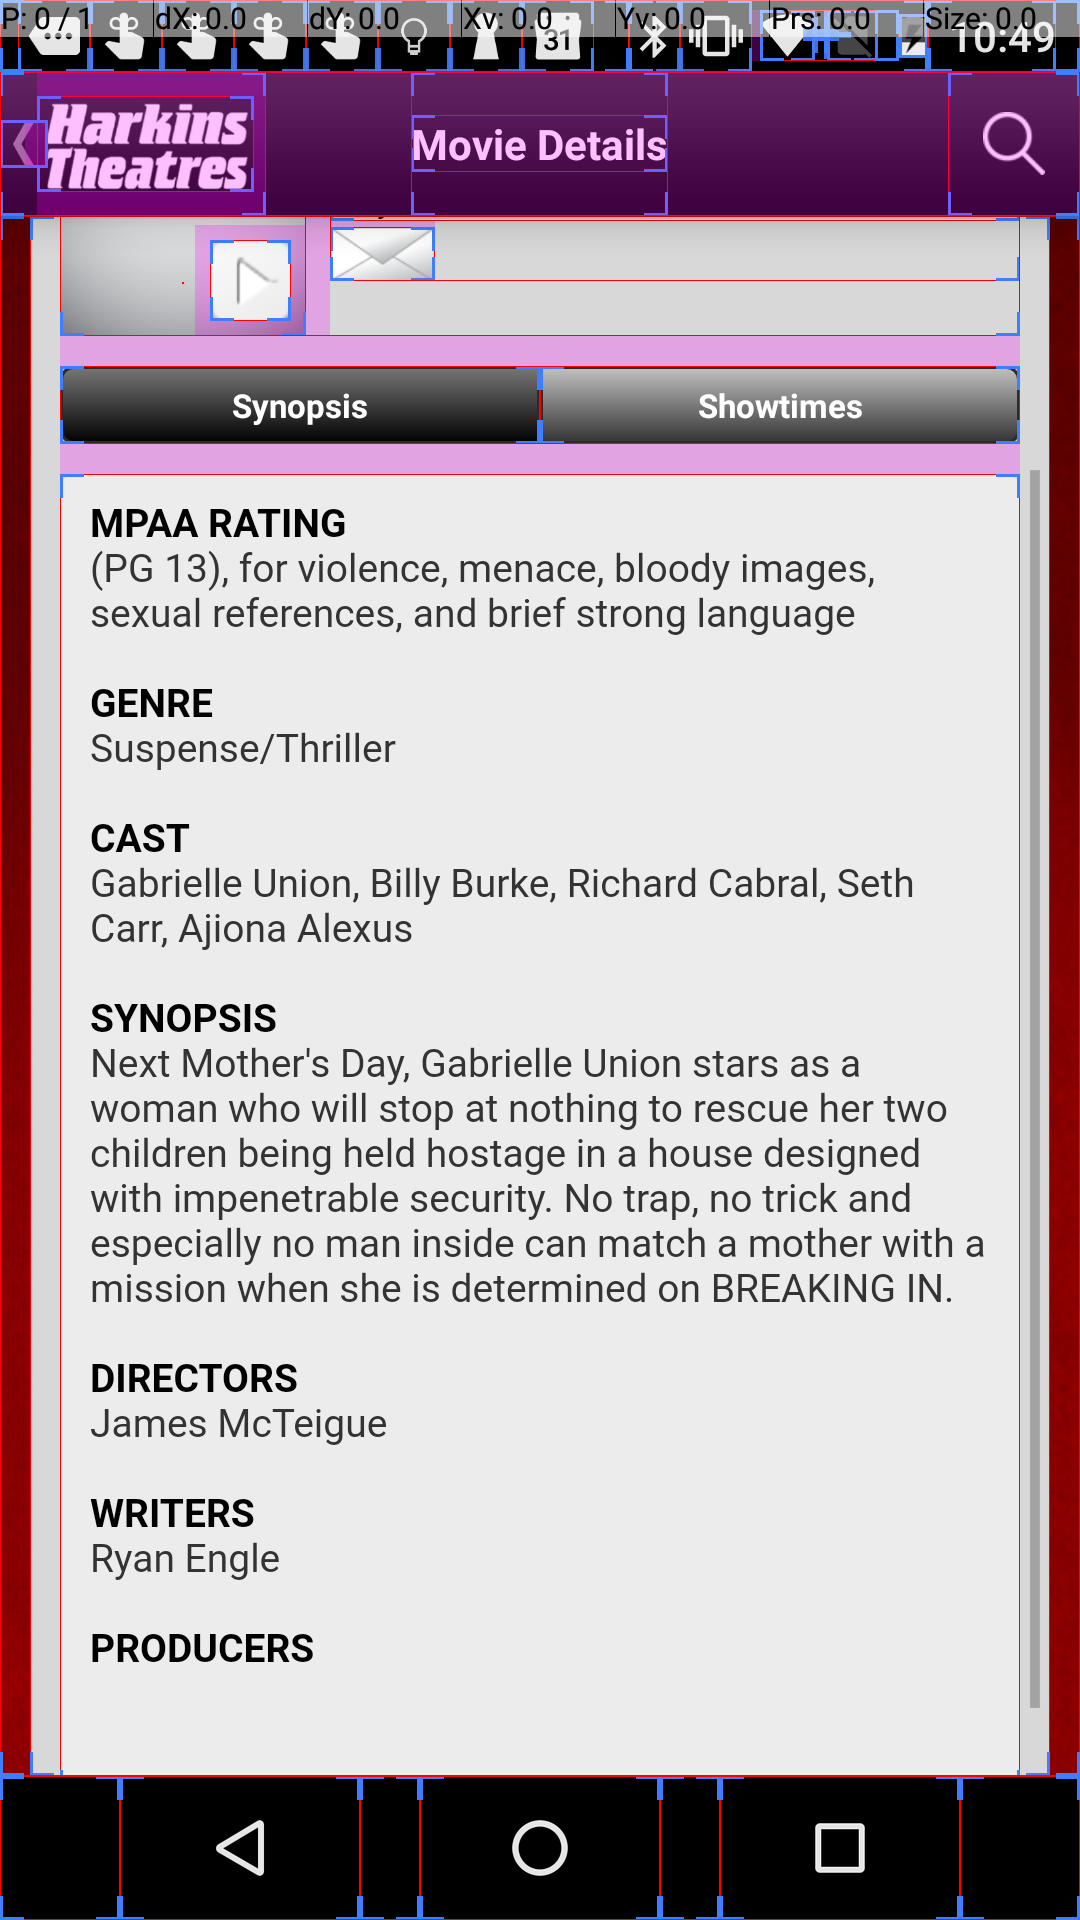 P: 0 / 1 dX: 0.0 dY: 0.0 Xv: 0.0 Yv: 0.0 Prs: 0.0 Size: 0.0
31 10:49
Harkins
Theatres
Movie Details
Synopsis Showtimes
MPAA RATING
(PG 13), for violence, menace, bloody images,
sexual references, and brief strong language
GENRE
Suspense/Thriller
CAST
Gabrielle Union, Billy Burke, Richard Cabral, Seth
Carr, Ajiona Alexus
SYNOPSIS
Next Mother's Day, Gabrielle Union stars as a
woman who will stop at nothing to rescue her two
children being held hostage in a house designed
with impenetrable security. No trap, no trick and
especially no man inside can match a mother with a
mission when she is determined on BREAKING IN.
DIRECTORS
James McTeigue
WRITERS
Ryan Engle
PRODUCERS